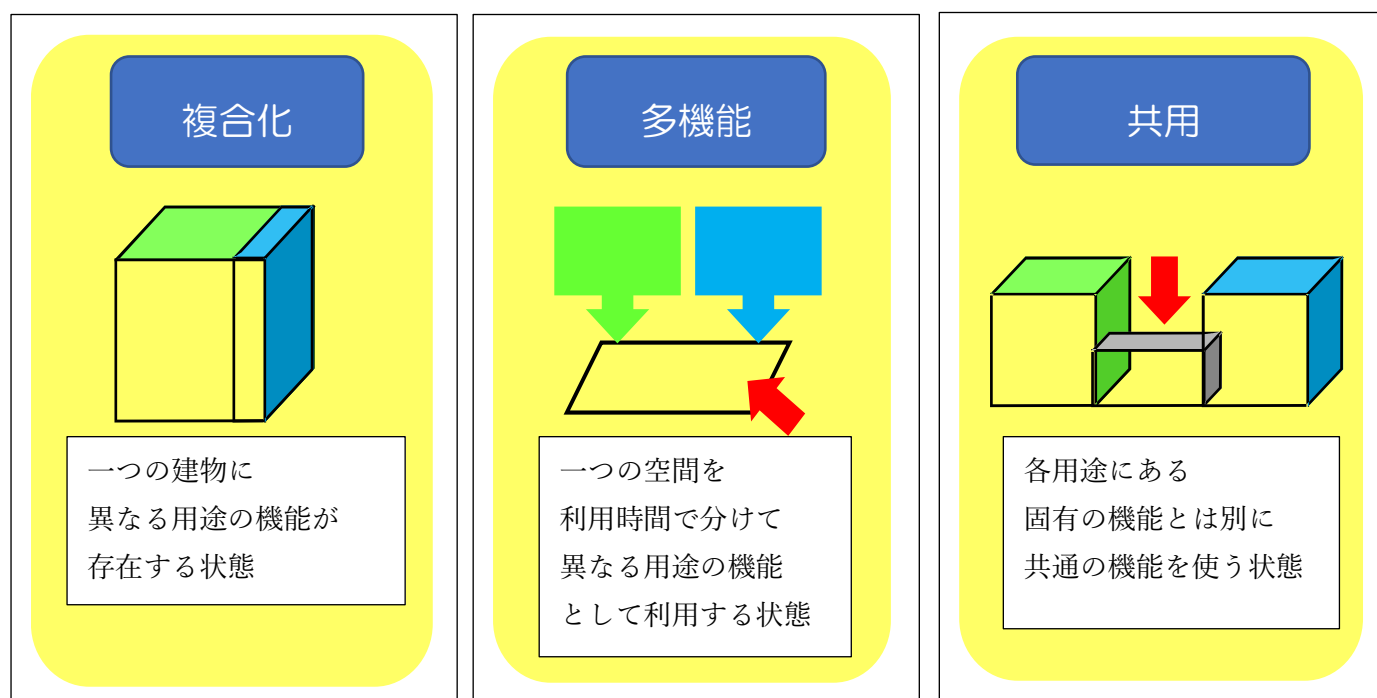 複合化
一つの建物に
異なる用途の機能が
存在する状態
多機能
一つの空間を
利用時間で分けて
異なる用途の機能
として利用する状態
共用
各用途にある
固有の機能とは別に
共通の機能を使う状態